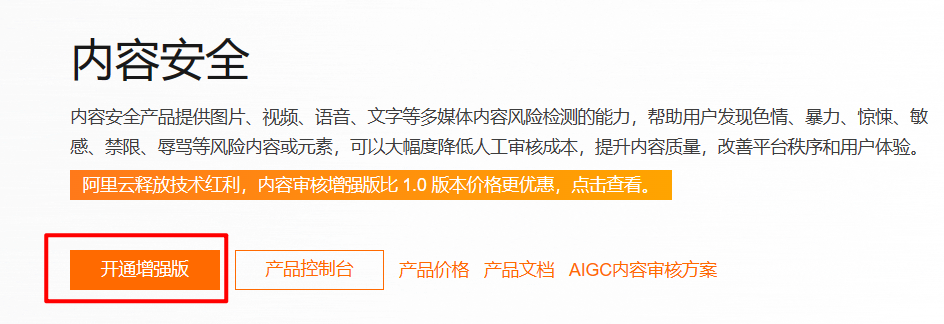 内容安全
内容安全产品提供图片、视频、语音、文字等多媒体内容风险检测的能力，帮助用户发现色情、暴力、惊悚、敏
感、禁限、辱骂等风险内容或元素，可以大幅度降低人工审核成本，提升内容质量，改善平台秩序和用户体验。
阿里云释放技术红利，内容审核增强版比 1.0 版本价格更优惠，点击查看。
开通增强版 产品控制台 产品价格 产品文档 AIGC内容审核方案